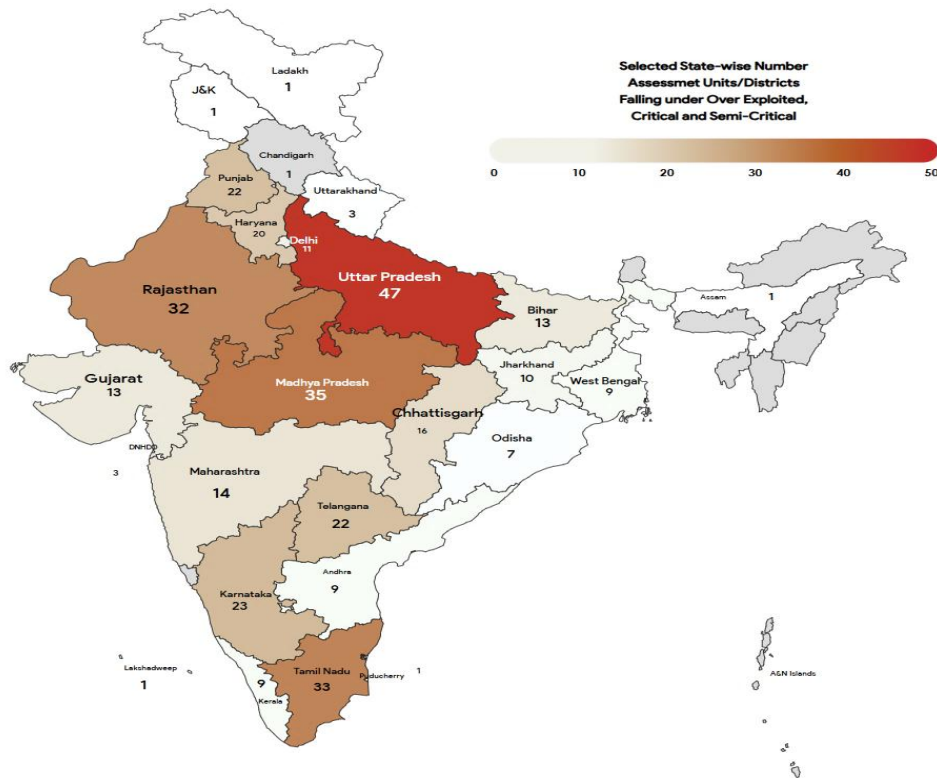 Selected State-wise Number
Assessmet Units/Districts
Falling under Over Exploited,
Critical and Semi-Critical
0 10 20 30 40 50
Ladakh
1
J&K
1
Chandigarh
1
Punjab
22
Uttarakhand
3
Haryana
20
Delhi
11
Uttar Pradesh
47
Rajasthan
32
Assam
1
Bihar
13
Jharkhand
10
West Bengal
9
Gujarat
13
Madhya Pradesh
35
Chhattisgarh
16
Odisha
7
DNHDD
3
Maharashtra
14
Telangana
22
Andhra
9
Karnataka
23
Lakshadweep
1
Tamil Nadu
33
Puducherry
1
9
Kerala
A&N Islands